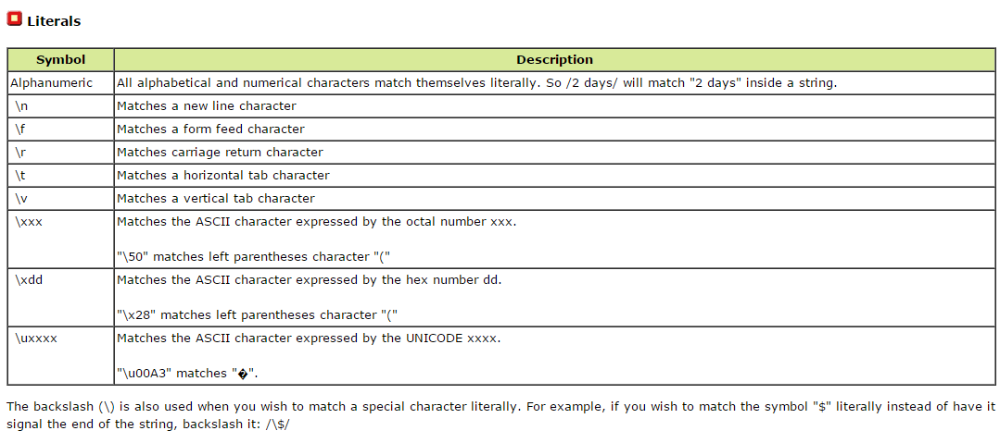 Literals
Symbol Description
Alphanumeric All alphabetical and numerical characters match themselves literally. So /2 days/ will match "2 days" inside a string.
\n Matches a new line character
\f Matches a form feed character
\r Matches carriage return character
\t Matches a horizontal tab character
\v Matches a vertical tab character
\xxx Matches the ASCII character expressed by the octal number xxx.
"\50" matches left parentheses character "("
\xdd Matches the ASCII character expressed by the hex number dd.
"\x28" matches left parentheses character "("
\uxxxx Matches the ASCII character expressed by the UNICODE xxxx.
"\u00A3" matches "�".
The backslash (\) is also used when you wish to match a special character literally. For example, if you wish to match the symbol "$" literally instead of have it
signal the end of the string, backslash it: /\$/